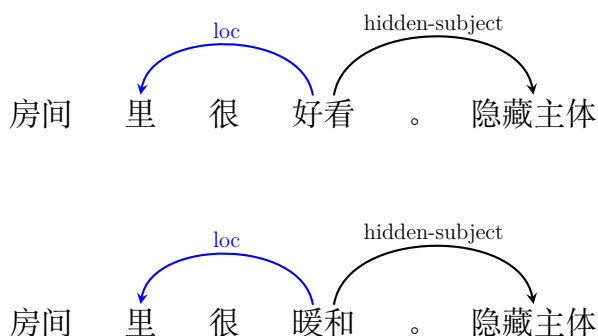 loc hidden-subject
房间 里 很 好看 。 隐藏主体
loc hidden-subject
房间 里 很 暖和 。 隐藏主体